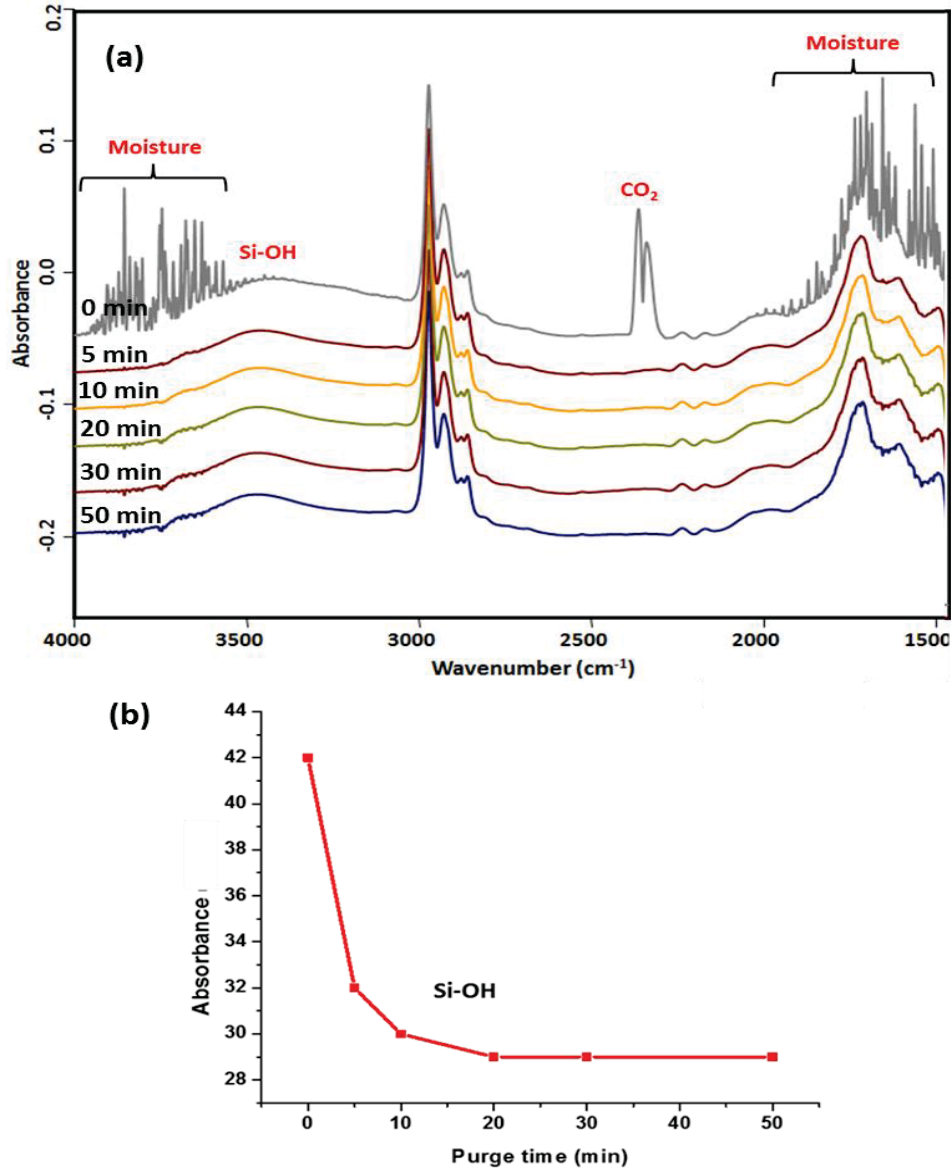 (a)
0.2
0.1
0.0
-0.1
-0.2
Absorbance
Moisture
Moisture
Si-OH
CO₂
0 min
5 min
10 min
20 min
30 min
50 min
4000 3500 3000 2500 2000 1500
Wavenumber (cm⁻¹)
(b)
44
42
40
38
36
34
32
30
28
Absorbance
Si-OH
0 10 20 30 40 50
Purge time (min)